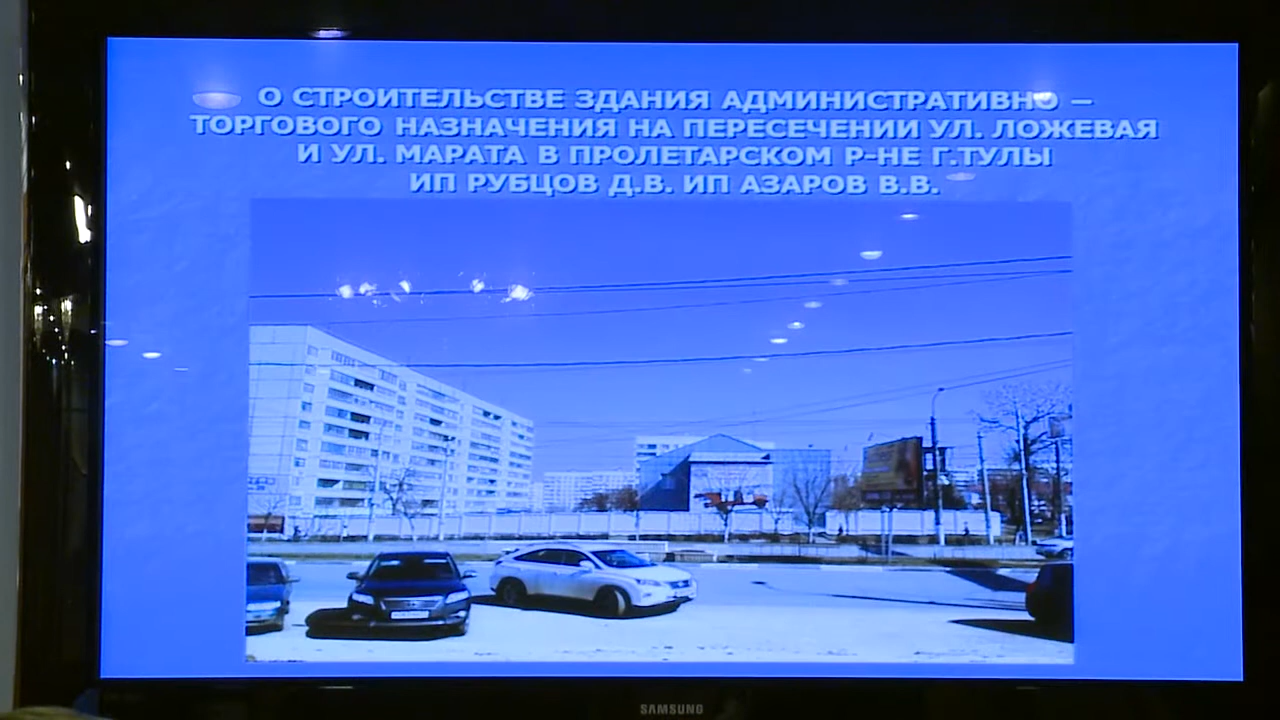 О СТРОИТЕЛЬСТВЕ ЗДАНИЯ АДМИНИСТРАТИВНО –
ТОРГОВОГО НАЗНАЧЕНИЯ НА ПЕРЕСЕЧЕНИИ УЛ. ЛОЖЕВАЯ
И УЛ. МАРАТА В ПРОЛЕТАРСКОМ Р-НЕ Г.ТУЛЫ
ИП РУБЦОВ Д.В. ИП АЗАРОВ В.В.
SAMSUNG